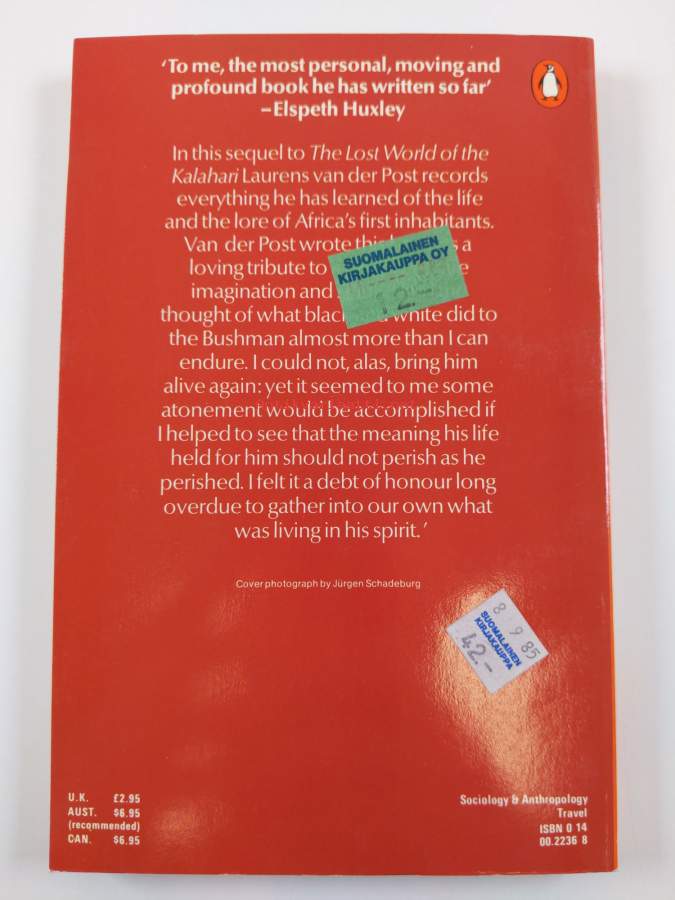 ‘To me, the most personal, moving and
profound book he has written so far’
–Elspeth Huxley
In this sequel to The Lost World of the
Kalahari Laurens van der Post records
everything he has learned of the life
and the lore of Africa’s first inhabitants.
Van der Post wrote a
loving tribute to
imagination and
thought of what white did to
the Bushman almost more than I can
endure. I could not, alas, bring him
alive again: yet it seemed to me some
atonement would be accomplished if
I helped to see that the meaning his life
held for him should not perish as he
perished. I felt it a debt of honour long
overdue to gather into our own what
was living in his spirit.’
SUOMALAINEN
KIRJAKAUPPA OY
Cover photograph by Jürgen Schadeburg
8 9 85
SUOMALAINEN
KIRJAKAUPPA
42.-
U.K. £2.95
AUST. $6.95
(recommended)
CAN. $6.95
Sociology & Anthropology
Travel
ISBN 0 14
00.2236 8